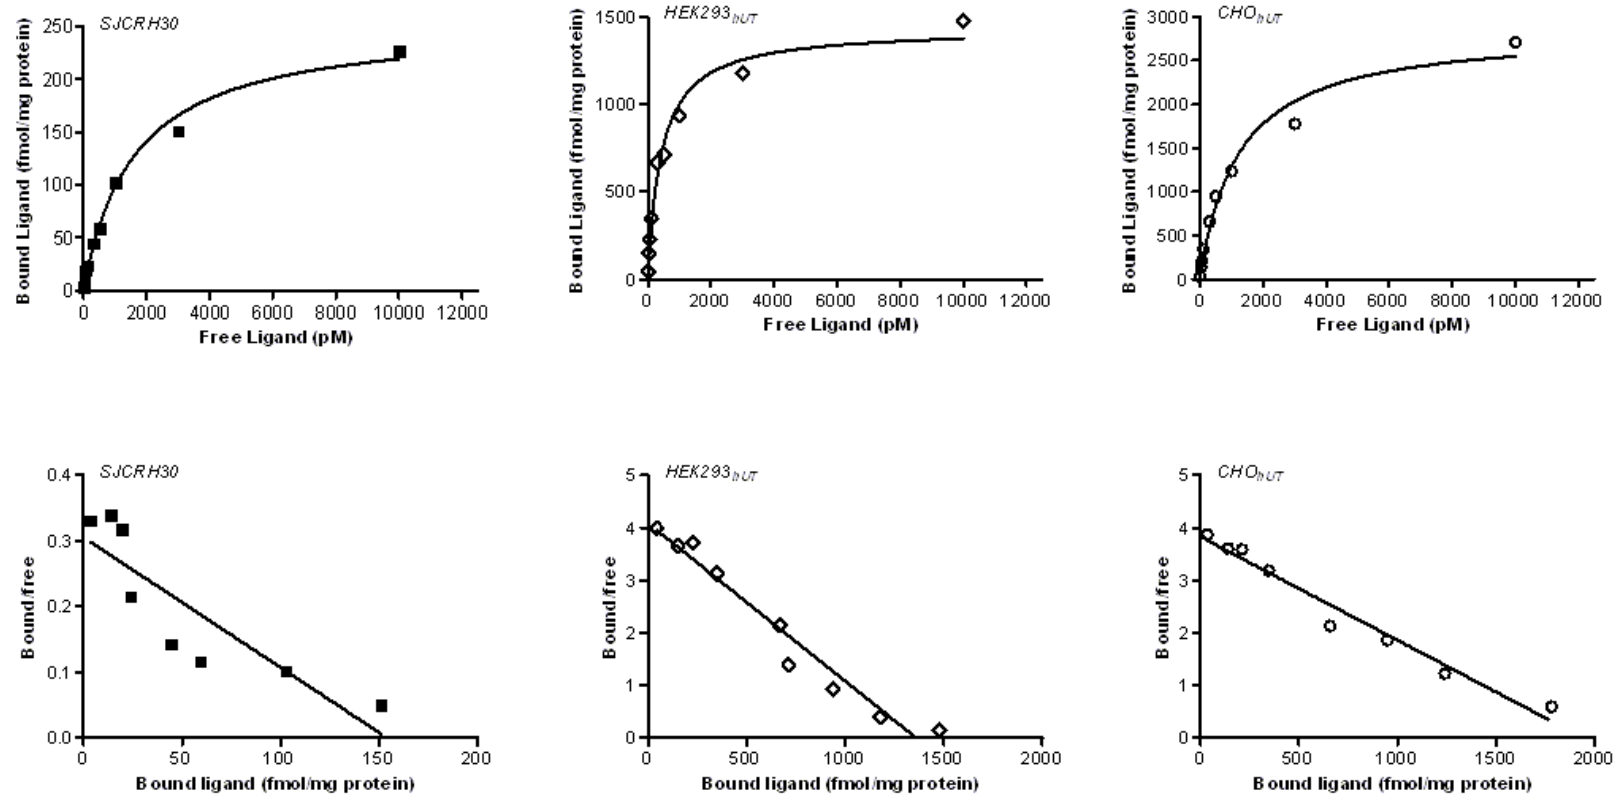 SJCRH30
250
200
150
100
50
0
Bound Ligand (fmol/mg protein)
0 2000 4000 6000 8000 10000 12000
Free Ligand (pM)
HEK293hUT
1500
1000
500
0
Bound Ligand (fmol/mg protein)
0 2000 4000 6000 8000 10000 12000
Free Ligand (pM)
CHOhUT
3000
2500
2000
1500
1000
500
0
Bound Ligand (fmol/mg protein)
0 2000 4000 6000 8000 10000 12000
Free Ligand (pM)
SJCRH30
0.4
0.3
0.2
0.1
0.0
Bound/free
0 50 100 150 200
Bound ligand (fmol/mg protein)
HEK293hUT
5
4
3
2
1
0
Bound/free
0 500 1000 1500 2000
Bound ligand (fmol/mg protein)
CHOhUT
5
4
3
2
1
0
Bound/free
0 500 1000 1500 2000
Bound ligand (fmol/mg protein)